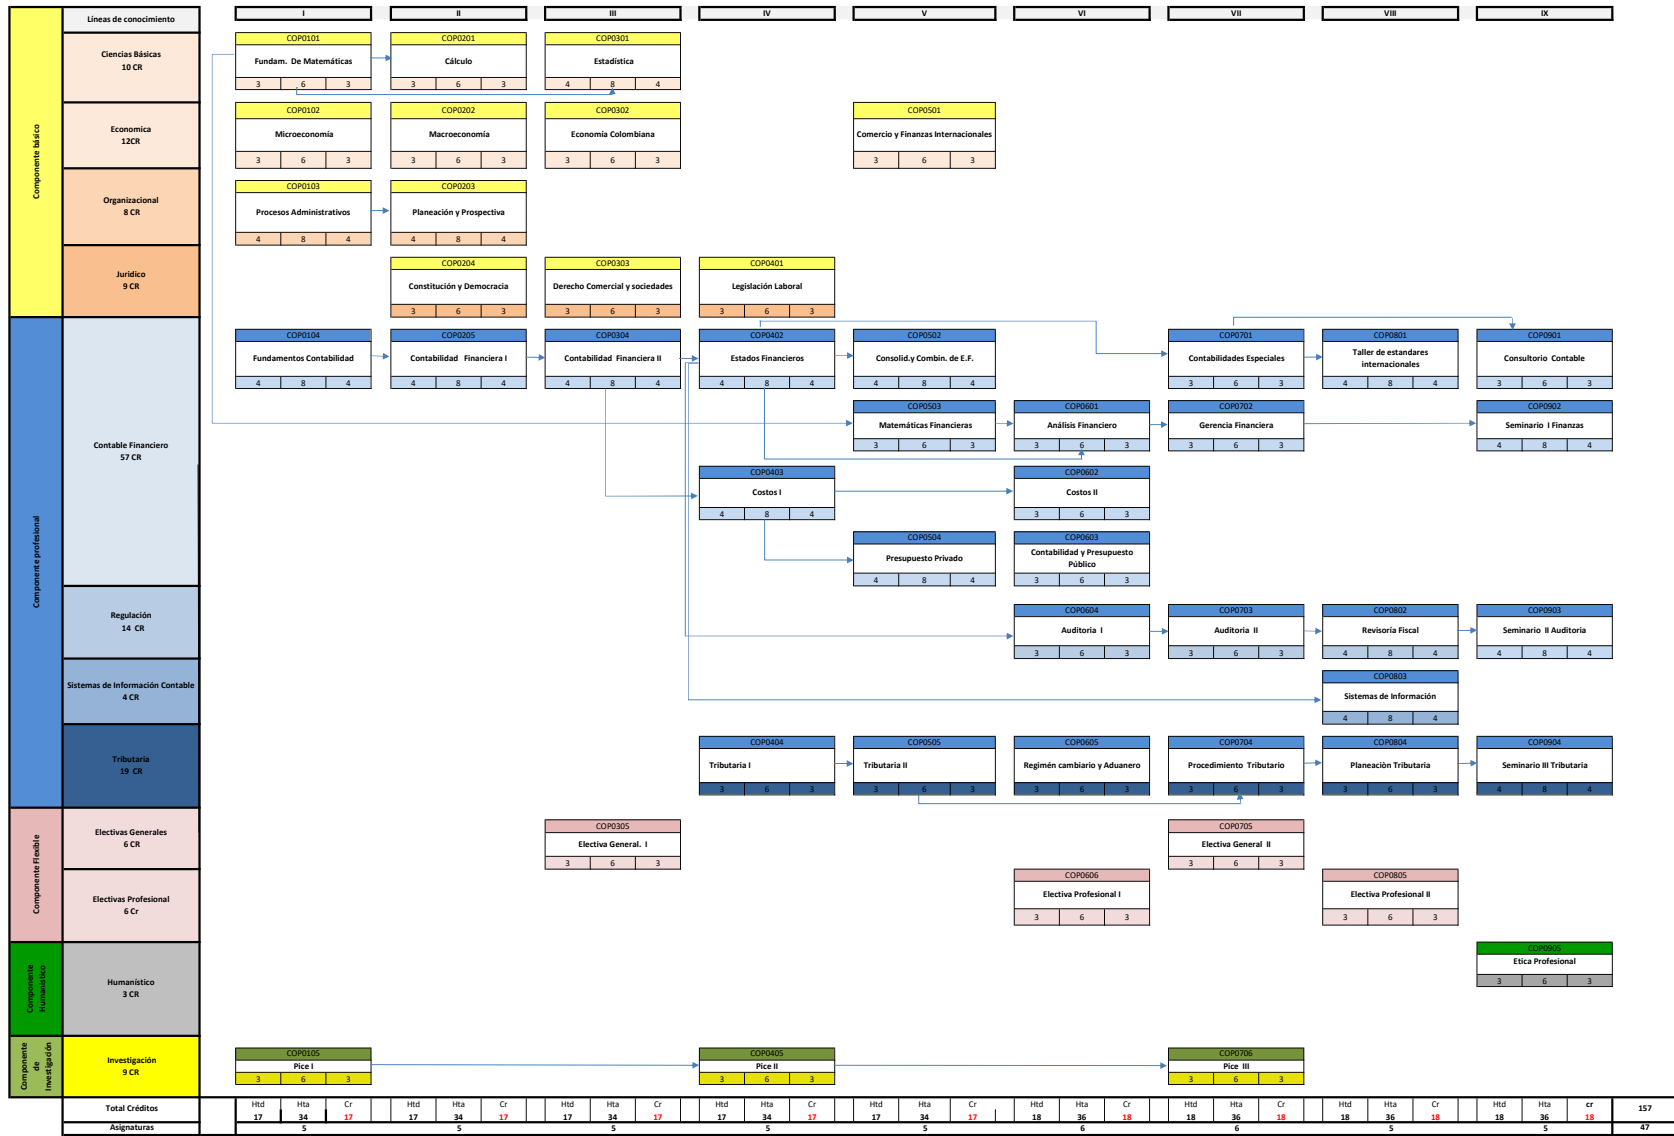 Líneas de conocimiento
I
II
III
IV
V
VI
VII
VIII
IX
Componente básico
Ciencias Básicas
10 CR
COP0101
Fundam. De Matemáticas
3 6 3
COP0201
Cálculo
3 6 3
COP0301
Estadística
4 8 4
Economica
12CR
COP0102
Microeconomía
3 6 3
COP0202
Macroeconomía
3 6 3
COP0302
Economía Colombiana
3 6 3
COP0501
Comercio y Finanzas Internacionales
3 6 3
Organizacional
8 CR
COP0103
Procesos Administrativos
4 8 4
COP0203
Planeación y Prospectiva
4 8 4
Juridico
9 CR
COP0204
Constitución y Democracia
3 6 3
COP0303
Derecho Comercial y sociedades
3 6 3
COP0401
Legislación Laboral
3 6 3
Componente profesional
Contable Financiero
57 CR
COP0104
Fundamentos Contabilidad
4 8 4
COP0205
Contabilidad Financiera I
4 8 4
COP0304
Contabilidad Financiera II
4 8 4
COP0402
Estados Financieros
4 8 4
COP0502
Consolid.y Combin. de E.F.
4 8 4
COP0701
Contabilidades Especiales
3 6 3
COP0801
Taller de estandares
internacionales
4 8 4
COP0901
Consultorio Contable
3 6 3
COP0503
Matemáticas Financieras
3 6 3
COP0601
Análisis Financiero
3 6 3
COP0702
Gerencia Financiera
3 6 3
COP0902
Seminario I Finanzas
4 8 4
COP0403
Costos I
4 8 4
COP0602
Costos II
3 6 3
COP0504
Presupuesto Privado
4 8 4
COP0603
Contabilidad y Presupuesto
Público
3 6 3
Regulación
14 CR
COP0604
Auditoria I
3 6 3
COP0703
Auditoria II
3 6 3
COP0802
Revisoría Fiscal
4 8 4
COP0903
Seminario II Auditoria
4 8 4
Sistemas de Información Contable
4 CR
COP0803
Sistemas de Información
4 8 4
Tributaria
19 CR
COP0404
Tributaria I
3 6 3
COP0505
Tributaria II
3 6 3
COP0605
Regimén cambiario y Aduanero
3 6 3
COP0704
Procedimiento Tributario
3 6 3
COP0804
Planeaciòn Tributaria
3 6 3
COP0904
Seminario III Tributaria
4 8 4
Componente Flexible
Electivas Generales
6 CR
COP0305
Electiva General. I
3 6 3
COP0705
Electiva General II
3 6 3
Electivas Profesional
6 Cr
COP0606
Electiva Profesional I
3 6 3
COP0805
Electiva Profesional II
3 6 3
Componente
Humanístico
Humanístico
3 CR
COP0905
Etica Profesional
3 6 3
Componente
de
Investigación
Investigación
9 CR
COP0105
Pice I
3 6 3
COP0405
Pice II
3 6 3
COP0706
Pice III
3 6 3
Total Créditos
Htd Hta Cr Htd Hta Cr Htd Hta Cr Htd Hta Cr Htd Hta Cr Htd Hta Cr Htd Hta Cr Htd Hta Cr Htd Hta cr
17 34 17 17 34 17 17 34 17 17 34 17 17 34 17 18 36 18 18 36 18 18 36 18 18 36 18 157
Asignaturas 5 5 5 5 5 6 6 5 5 47